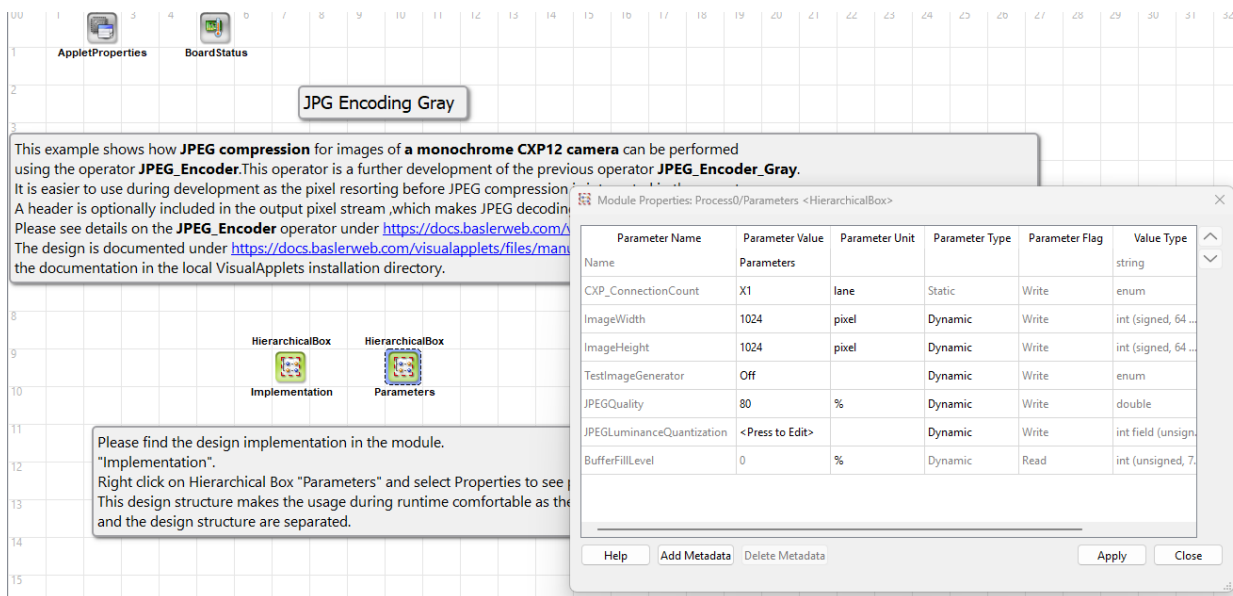 00 1 3 4 6 7 8 9 10 11 12 13 14 15 16 17 18 19 20 21 22 23 24 25 26 27 28 29 30 31 32
1
AppletProperties BoardStatus
2
JPG Encoding Gray
3
This example shows how JPEG compression for images of a monochrome CXP12 camera can be performed
using the operator JPEG_Encoder.This operator is a further development of the previous operator JPEG_Encoder_Gray.
It is easier to use during development as the pixel resorting before JPEG compression
A header is optionally included in the output pixel stream ,which makes JPEG decoding
Please see details on the JPEG_Encoder operator under https://docs.baslerweb.com/v
The design is documented under https://docs.baslerweb.com/visualapplets/files/manu
the documentation in the local VisualApplets installation directory.
8
HierarchicalBox HierarchicalBox
9
Implementation Parameters
10
11
Please find the design implementation in the module.
12
"Implementation".
Right click on Hierarchical Box "Parameters" and select Properties to see
13
This design structure makes the usage during runtime comfortable as the
and the design structure are separated.
14
15
Module Properties: Process0/Parameters <HierarchicalBox>
Parameter Name Parameter Value Parameter Unit Parameter Type Parameter Flag Value Type
Name Parameters string
CXP_ConnectionCount X1 lane Static Write enum
ImageWidth 1024 pixel Dynamic Write int (signed, 64 ...
ImageHeight 1024 pixel Dynamic Write int (signed, 64 ...
TestImageGenerator Off Dynamic Write enum
JPEGQuality 80 % Dynamic Write double
JPEGLuminanceQuantization <Press to Edit> Dynamic Write int field (unsign.
BufferFillLevel 0 % Dynamic Read int (unsigned, 7.
Help Add Metadata Delete Metadata Apply Close